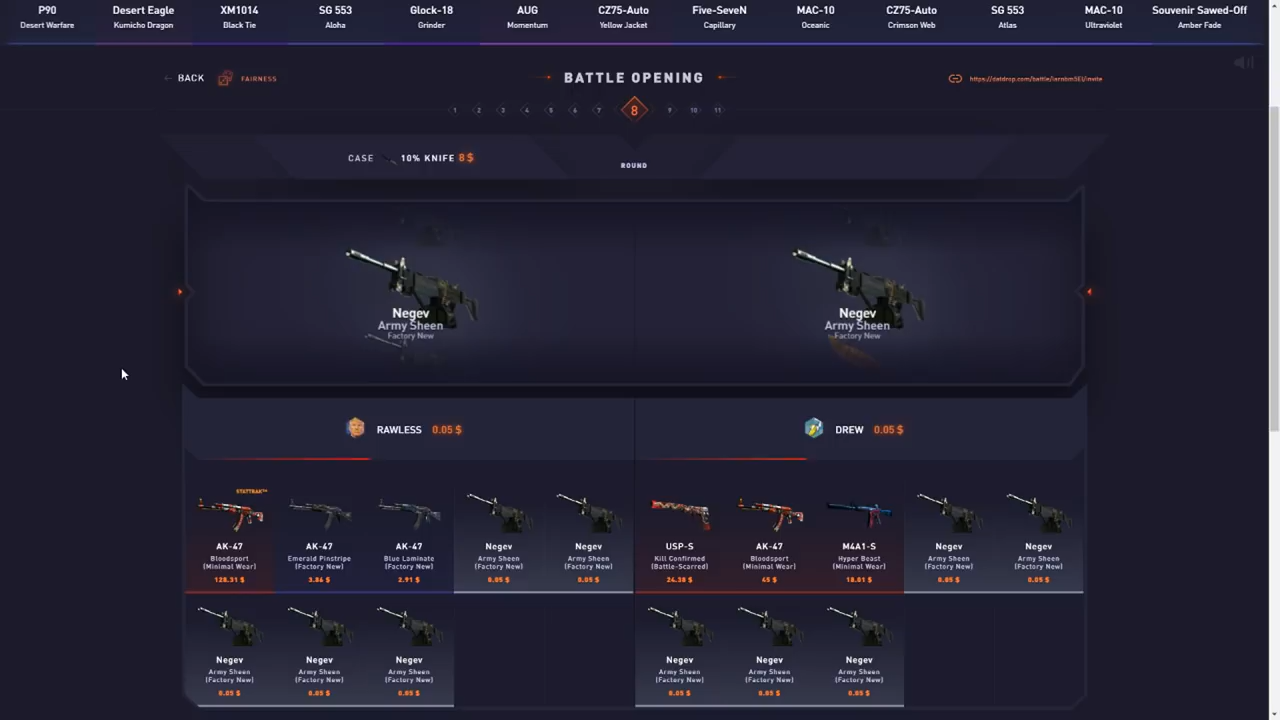 P90 Desert Eagle XM1014 SG 553 Glock-18 AUG CZ75-Auto Five-SeveN MAC-10 CZ75-Auto SG 553 MAC-10 Souvenir Sawed-Off
Desert Warfare Kumicho Dragon Black Tie Aloha Grinder Momentum Yellow Jacket Capillary Oceanic Crimson Web Atlas Ultraviolet Amber Fade
← BACK FAIRNESS BATTLE OPENING
1 2 3 4 5 6 7 8 9 10 11
CASE 10% KNIFE 8 $
ROUND
Negev Negev
Army Sheen Army Sheen
Factory New Factory New
RAWLESS 0.05 $ DREW 0.05 $
STATTRAK™
AK-47 AK-47 AK-47 Negev Negev USP-S AK-47 M4A1-S Negev Negev
Bloodsport Emerald Pinstripe Blue Laminate Army Sheen Army Sheen Kill Confirmed Bloodsport Hyper Beast Army Sheen Army Sheen
(Minimal Wear) (Factory New) (Factory New) (Factory New) (Factory New) (Battle-Scarred) (Minimal Wear) (Minimal Wear) (Factory New) (Factory New)
128.31 $ 3.86 $ 2.91 $ 0.05 $ 0.05 $ 24.38 $ 45 $ 18.01 $ 0.05 $ 0.05 $
Negev Negev Negev Negev Negev Negev
Army Sheen Army Sheen Army Sheen Army Sheen Army Sheen Army Sheen
(Factory New) (Factory New) (Factory New) (Factory New) (Factory New) (Factory New)
0.05 $ 0.05 $ 0.05 $ 0.05 $ 0.05 $ 0.05 $